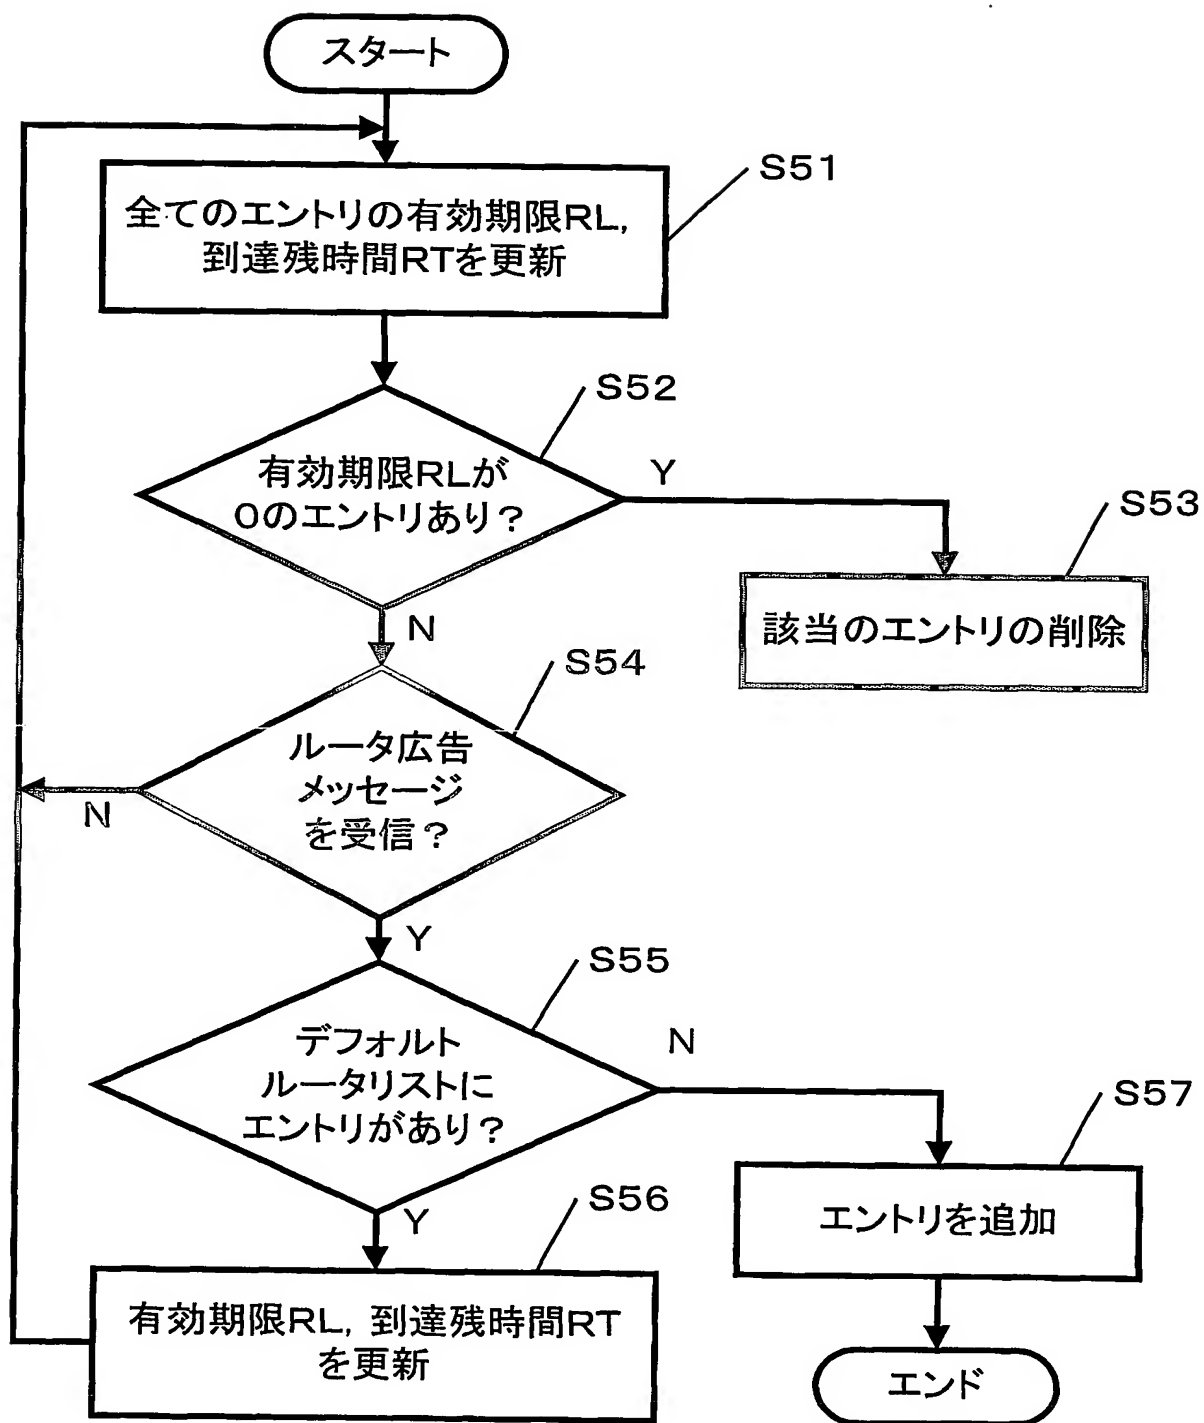 スタート
S51
全てのエントリの有効期限RL,
到達残時間RTを更新
S52
有効期限RLが
0のエントリあり?
Y
N
S53
該当のエントリの削除
S54
ルータ広告
メッセージ
を受信?
N
Y
S55
デフォルト
ルータリストに
エントリがあり?
N
Y
S57
エントリを追加
S56
有効期限RL, 到達残時間RT
を更新
エンド